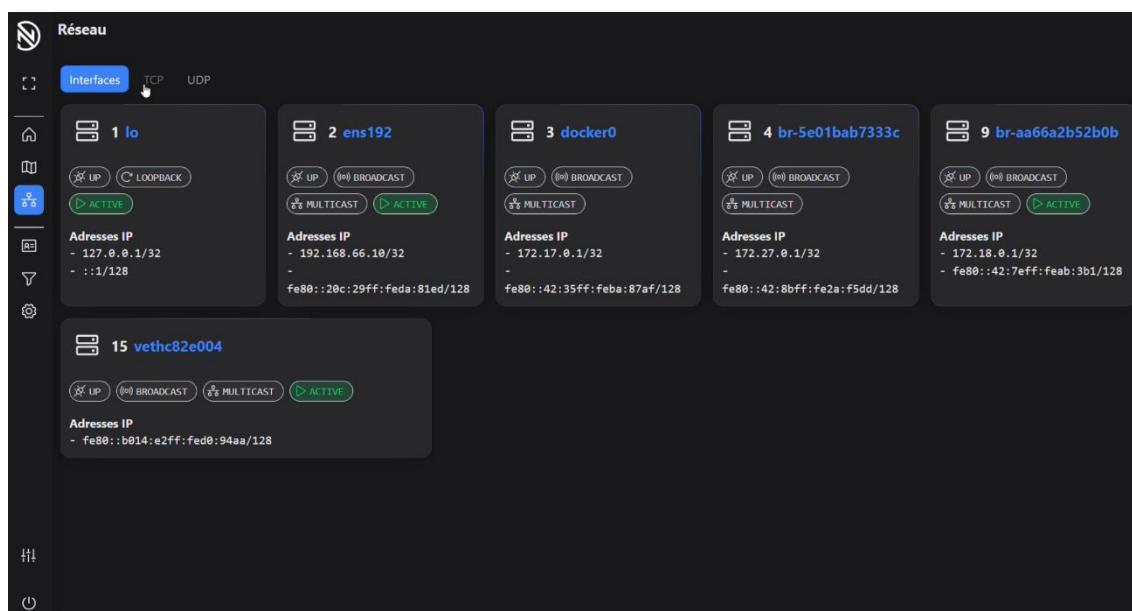 Réseau
Interfaces TCP UDP
1 lo
UP LOOPBACK
ACTIVE
Adresses IP
- 127.0.0.1/32
- ::1/128
2 ens192
UP BROADCAST
MULTICAST ACTIVE
Adresses IP
- 192.168.66.10/32
-
fe80::20c:29ff:feda:81ed/128
3 docker0
UP BROADCAST
MULTICAST
Adresses IP
- 172.17.0.1/32
-
fe80::42:35ff:feba:87af/128
4 br-5e01bab7333c
UP BROADCAST
MULTICAST
Adresses IP
- 172.27.0.1/32
-
fe80::42:8bff:fe2a:f5dd/128
9 br-aa66a2b52b0b
UP BROADCAST
MULTICAST ACTIVE
Adresses IP
- 172.18.0.1/32
- fe80::42:7eff:feab:3b1/128
15 vethc82e004
UP BROADCAST MULTICAST ACTIVE
Adresses IP
- fe80::b014:e2ff:fed0:94aa/128